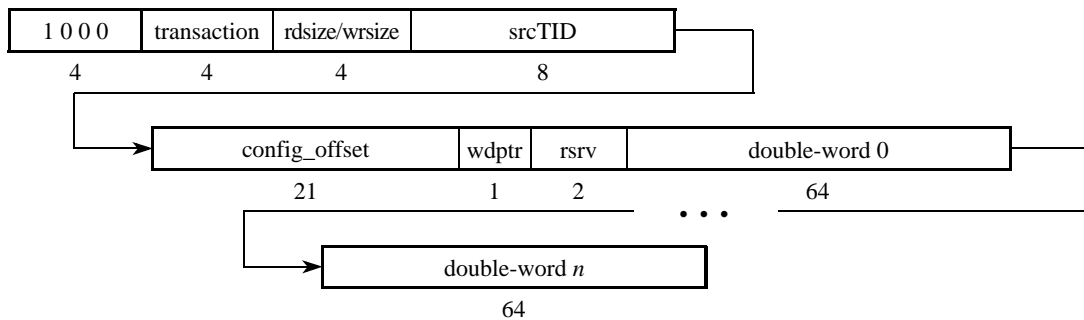 1 0 0 0 transaction rdsize/wrsize srcTID
4 4 4 8
config_offset wdptr rsrv double-word 0
21 1 2 64
• • •
double-word n
64